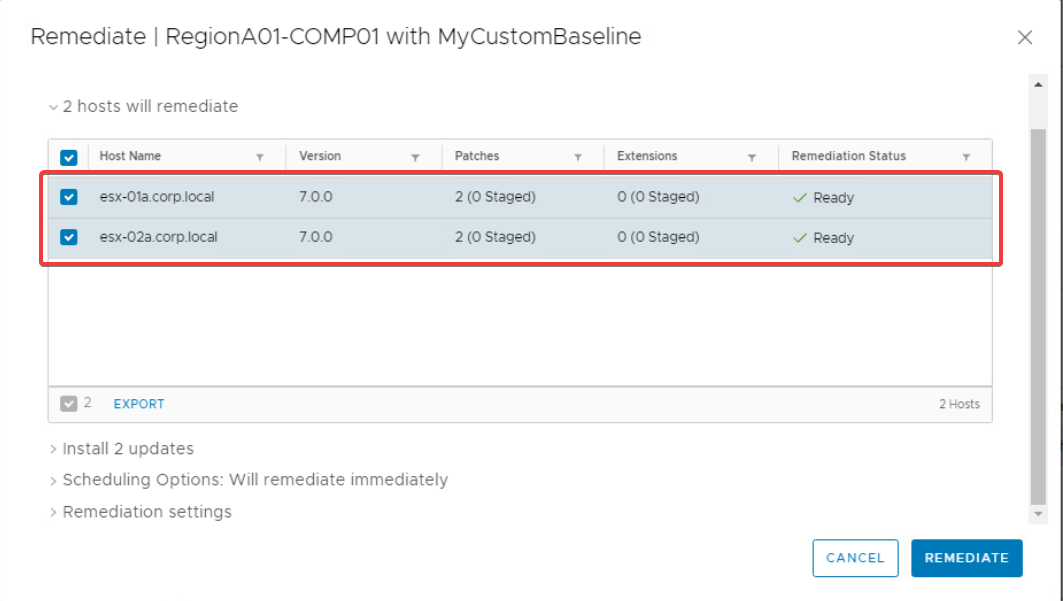 Remediate | RegionA01-COMP01 with MyCustomBaseline
2 hosts will remediate
Host Name Version Patches Extensions Remediation Status
esx-01a.corp.local 7.0.0 2 (0 Staged) 0 (0 Staged) Ready
esx-02a.corp.local 7.0.0 2 (0 Staged) 0 (0 Staged) Ready
2 EXPORT 2 Hosts
Install 2 updates
Scheduling Options: Will remediate immediately
Remediation settings
CANCEL REMEDIATE